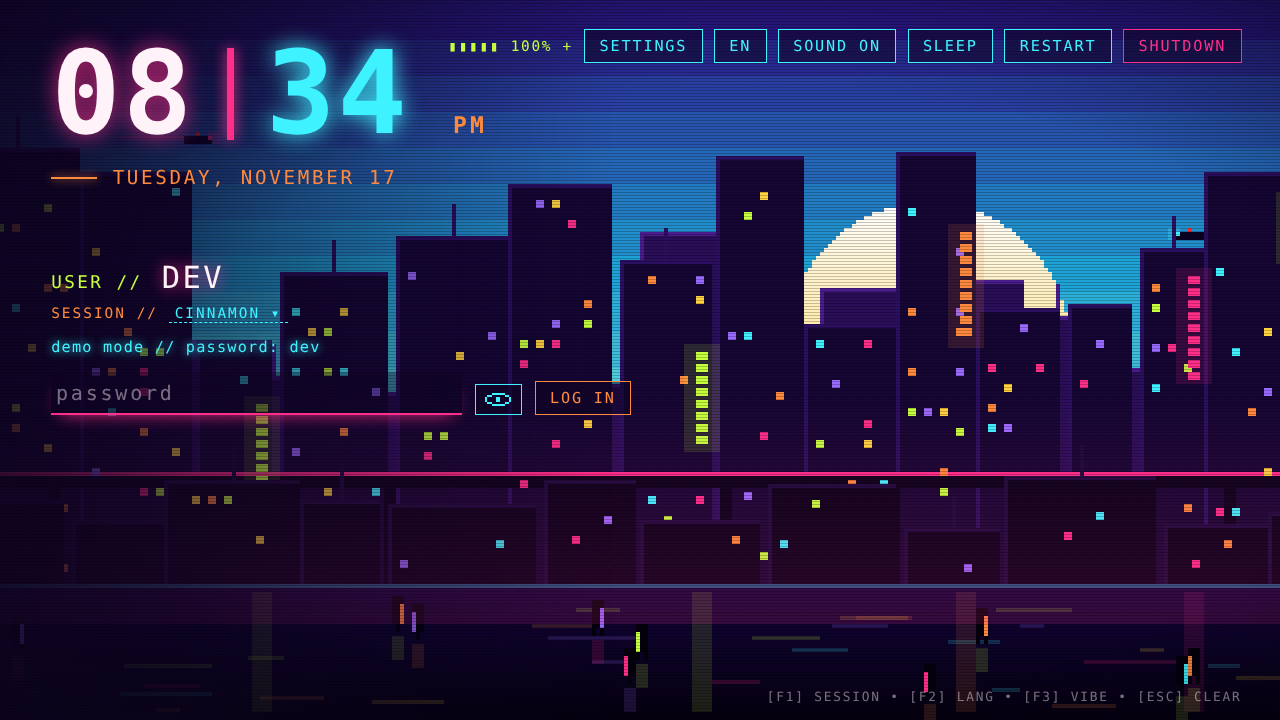 08|34 PM
▮▮▮▮▮ 100% + SETTINGS EN SOUND ON SLEEP RESTART SHUTDOWN
TUESDAY, NOVEMBER 17
USER // DEV
SESSION // CINNAMON ▾
demo mode // password: dev
password LOG IN
[F1] SESSION • [F2] LANG • [F3] VIBE • [ESC] CLEAR